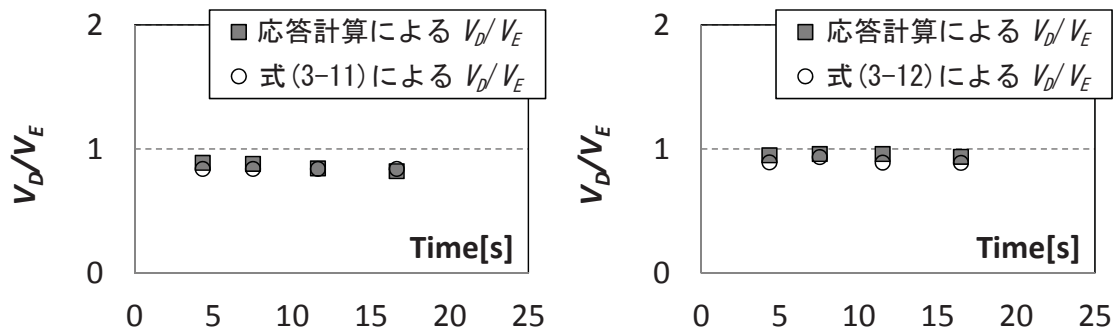 2
■ 応答計算による V_D/V_E
○ 式(3-11)による V_D/V_E
1
V_D/V_E
Time[s]
0
0 5 10 15 20 25
2
■ 応答計算による V_D/V_E
○ 式(3-12)による V_D/V_E
1
V_D/V_E
Time[s]
0
0 5 10 15 20 25